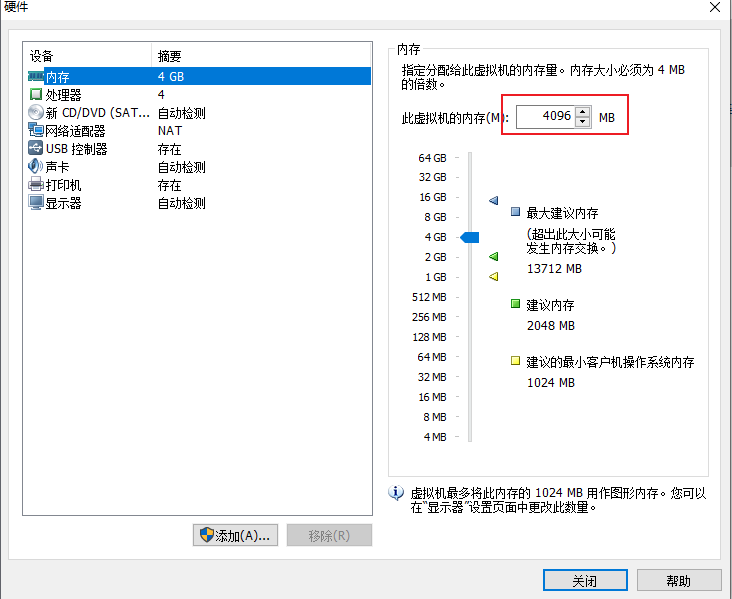 硬件
设备 摘要
内存 4 GB
处理器 4
新 CD/DVD (SAT... 自动检测
网络适配器 NAT
USB 控制器 存在
声卡 自动检测
打印机 存在
显示器 自动检测
添加(A)...
移除(R)
内存
指定分配给此虚拟机的内存量。内存大小必须为 4 MB
的倍数。
此虚拟机的内存(M): 4096 MB
64 GB
32 GB
16 GB
8 GB
4 GB
2 GB
1 GB
512 MB
256 MB
128 MB
64 MB
32 MB
16 MB
8 MB
4 MB
最大建议内存
(超出此大小可能
发生内存交换。)
13712 MB
建议内存
2048 MB
建议的最小客户机操作系统内存
1024 MB
虚拟机最多将此内存的 1024 MB 用作图形内存。您可以
在“显示器”设置页面中更改此数量。
关闭
帮助